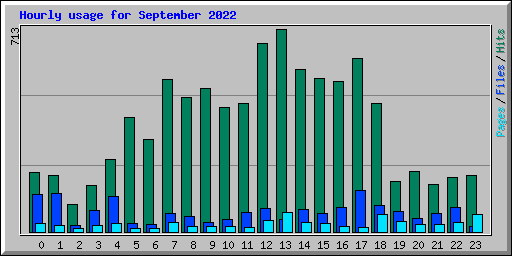 Hourly usage for September 2022
713
Pages / Files / Hits
0 1 2 3 4 5 6 7 8 9 10 11 12 13 14 15 16 17 18 19 20 21 22 23